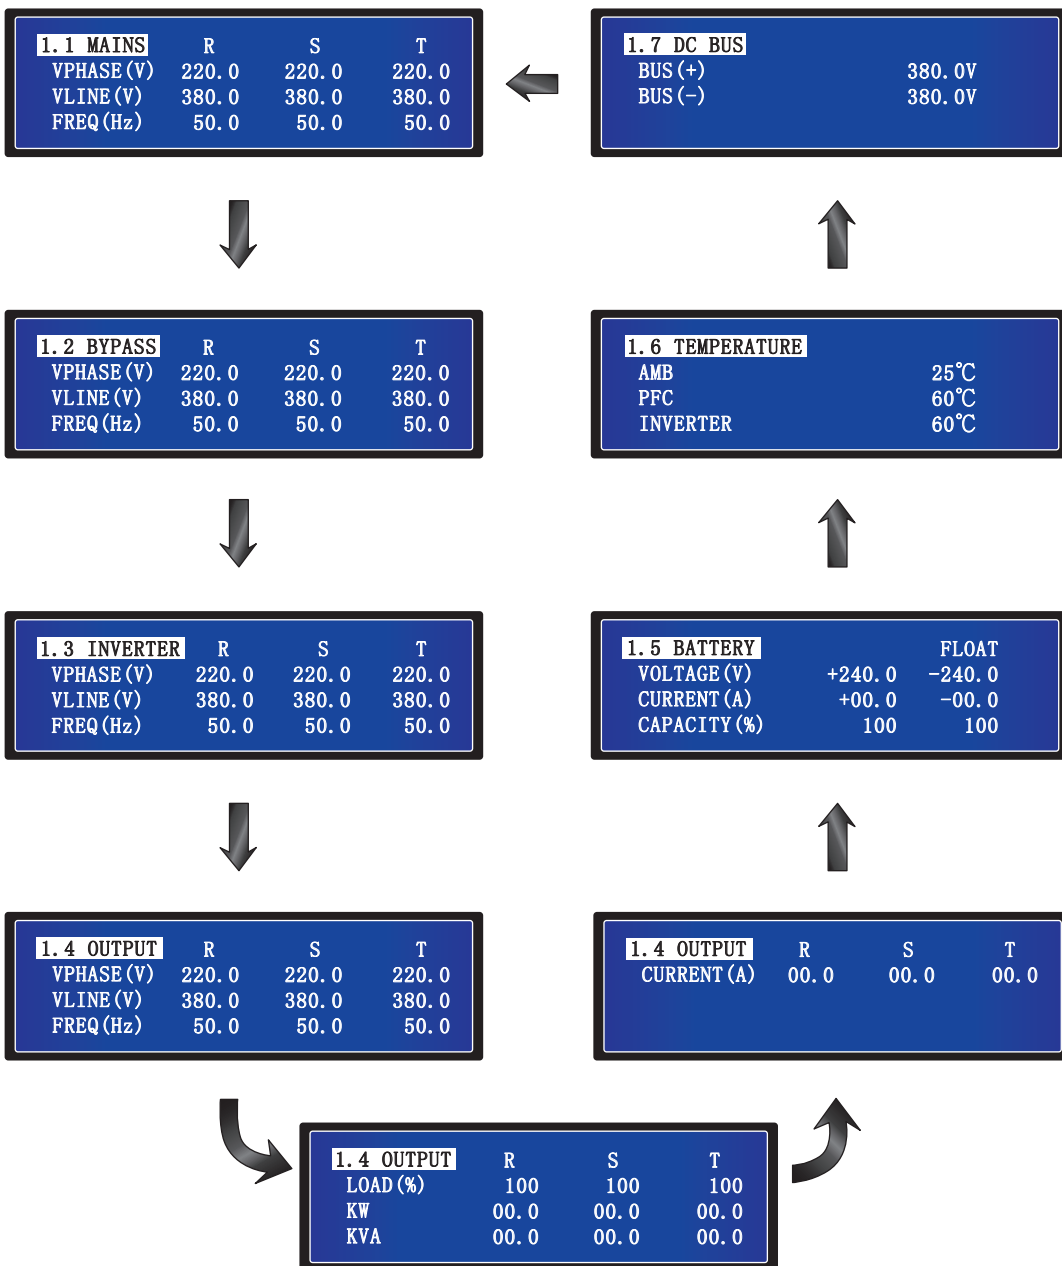 1.1 MAINS R S T
VPHASE(V) 220.0 220.0 220.0
VLINE(V) 380.0 380.0 380.0
FREQ(Hz) 50.0 50.0 50.0
1.2 BYPASS R S T
VPHASE(V) 220.0 220.0 220.0
VLINE(V) 380.0 380.0 380.0
FREQ(Hz) 50.0 50.0 50.0
1.3 INVERTER R S T
VPHASE(V) 220.0 220.0 220.0
VLINE(V) 380.0 380.0 380.0
FREQ(Hz) 50.0 50.0 50.0
1.4 OUTPUT R S T
VPHASE(V) 220.0 220.0 220.0
VLINE(V) 380.0 380.0 380.0
FREQ(Hz) 50.0 50.0 50.0
1.4 OUTPUT R S T
LOAD(%) 100 100 100
KW 00.0 00.0 00.0
KVA 00.0 00.0 00.0
1.4 OUTPUT R S T
CURRENT(A) 00.0 00.0 00.0
1.5 BATTERY FLOAT
VOLTAGE(V) +240.0 -240.0
CURRENT(A) +00.0 -00.0
CAPACITY(%) 100 100
1.6 TEMPERATURE
AMB 25℃
PFC 60℃
INVERTER 60℃
1.7 DC BUS
BUS(+) 380.0V
BUS(-) 380.0V